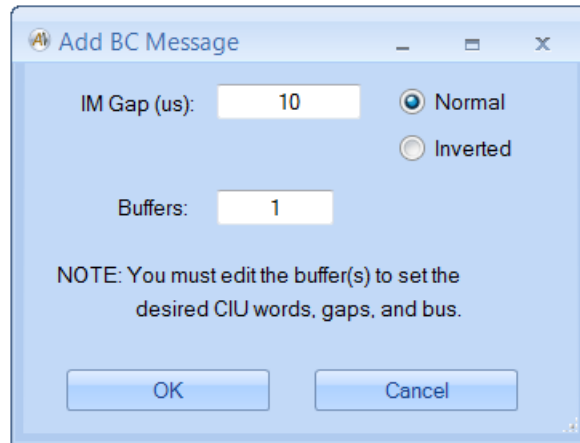 Add BC Message
IM Gap (us): 10 Normal
Inverted
Buffers: 1
NOTE: You must edit the buffer(s) to set the
desired CIU words, gaps, and bus.
OK Cancel